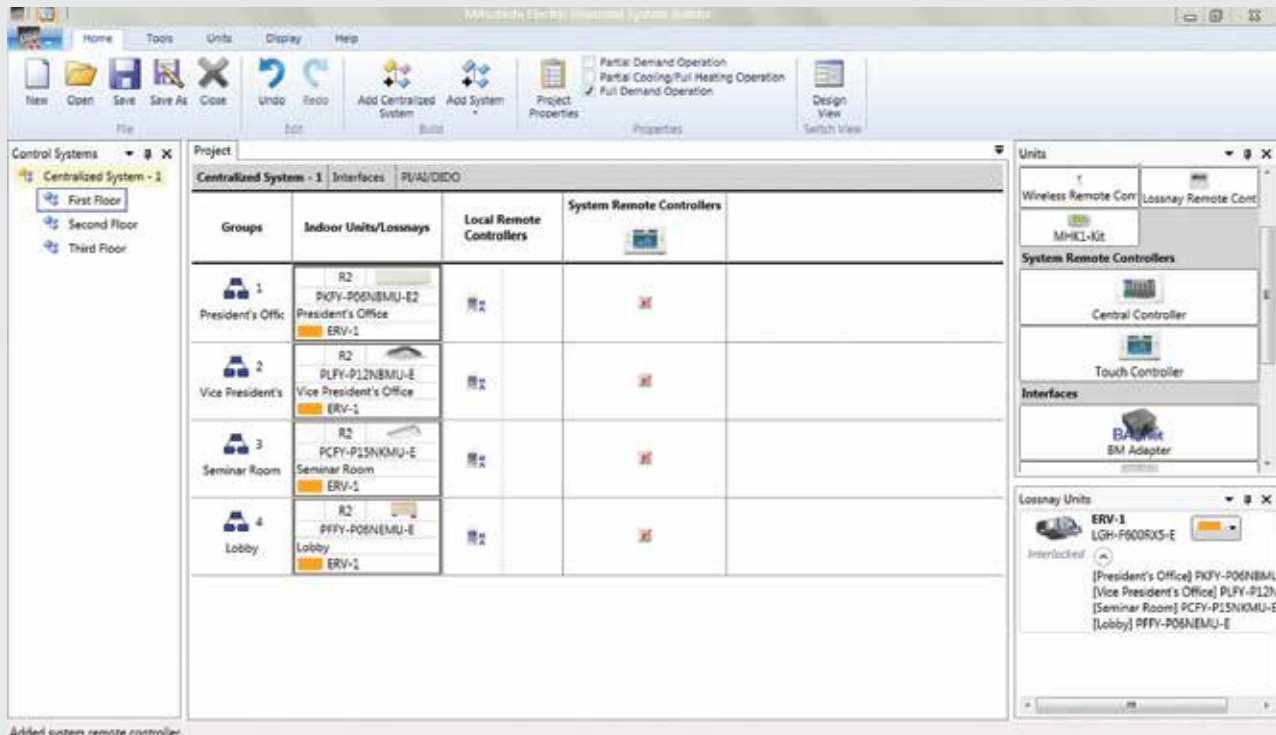 Home Tools Units Display Help
New Open Save Save As Close
File
Undo Redo
Edit
Add Centralized System
Add System
Build
Project Properties
Partial Demand Operation
Partial Cooling/Full Heating Operation
Full Demand Operation
Properties
Design View
Switch View
Control Systems
Centralized System - 1
First Floor
Second Floor
Third Floor
Project
Centralized System - 1 Interfaces PI/AI/DIDO
Groups
Indoor Units/Lossnays
Local Remote
Controllers
System Remote Controllers
1
President's Offic
R2
PKFY-P06NBMU-E2
President's Office
ERV-1
2
Vice President's
R2
PLFY-P12NBMU-E
Vice President's Office
ERV-1
3
Seminar Room
R2
PCFY-P15NKMU-E
Seminar Room
ERV-1
4
Lobby
R2
PFFY-P06NEMU-E
Lobby
ERV-1
Units
Wireless Remote Con
Lossnay Remote Cont
MHK1-Kit
System Remote Controllers
Central Controller
Touch Controller
Interfaces
BM Adapter
Lossnay Units
ERV-1
LGH-F600RX5-E
Interlocked
[President's Office] PKFY-P06NBMU
[Vice President's Office] PLFY-P12N
[Seminar Room] PCFY-P15NKMU-E
[Lobby] PFFY-P06NEMU-E
Added system remote controller